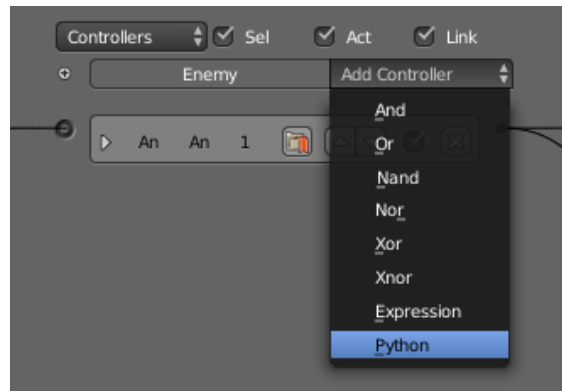 Controllers Sel Act Link
Enemy Add Controller
And
An An 1 Or
Nand
Nor
Xor
Xnor
Expression
Python